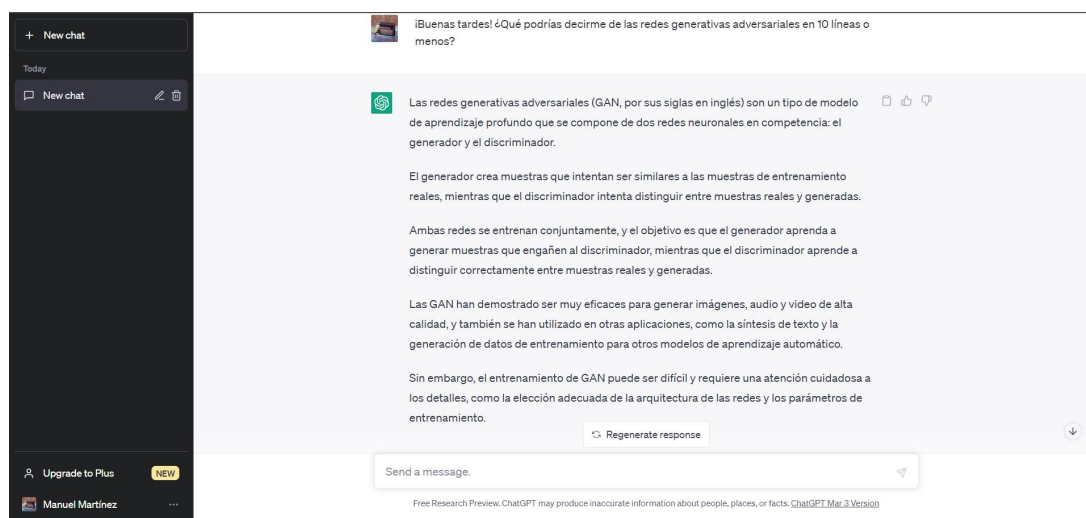 + New chat
Today
New chat
Upgrade to Plus
NEW
Manuel Martínez
...
¡Buenas tardes! ¿Qué podrías decirme de las redes generativas adversariales en 10 líneas o
menos?
Las redes generativas adversariales (GAN, por sus siglas en inglés) son un tipo de modelo
de aprendizaje profundo que se compone de dos redes neuronales en competencia: el
generador y el discriminador.
El generador crea muestras que intentan ser similares a las muestras de entrenamiento
reales, mientras que el discriminador intenta distinguir entre muestras reales y generadas.
Ambas redes se entrenan conjuntamente, y el objetivo es que el generador aprenda a
generar muestras que engañen al discriminador, mientras que el discriminador aprende a
distinguir correctamente entre muestras reales y generadas.
Las GAN han demostrado ser muy eficaces para generar imágenes, audio y video de alta
calidad, y también se han utilizado en otras aplicaciones, como la síntesis de texto y la
generación de datos de entrenamiento para otros modelos de aprendizaje automático.
Sin embargo, el entrenamiento de GAN puede ser difícil y requiere una atención cuidadosa a
los detalles, como la elección adecuada de la arquitectura de las redes y los parámetros de
entrenamiento.
Regenerate response
Send a message.
Free Research Preview. ChatGPT may produce inaccurate information about people, places, or facts. ChatGPT Mar 3 Version